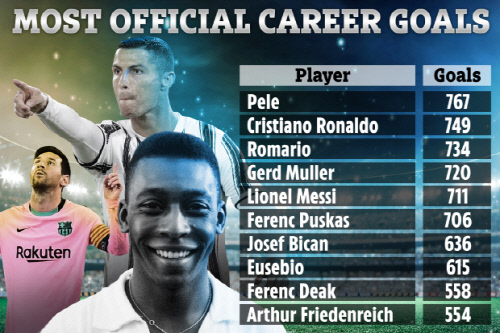 MOST OFFICIAL CAREER GOALS
Player Goals
Pele 767
Cristiano Ronaldo 749
Romario 734
Gerd Muller 720
Lionel Messi 711
Ferenc Puskas 706
Josef Bican 636
Eusebio 615
Ferenc Deak 558
Arthur Friedenreich 554
Rakuten